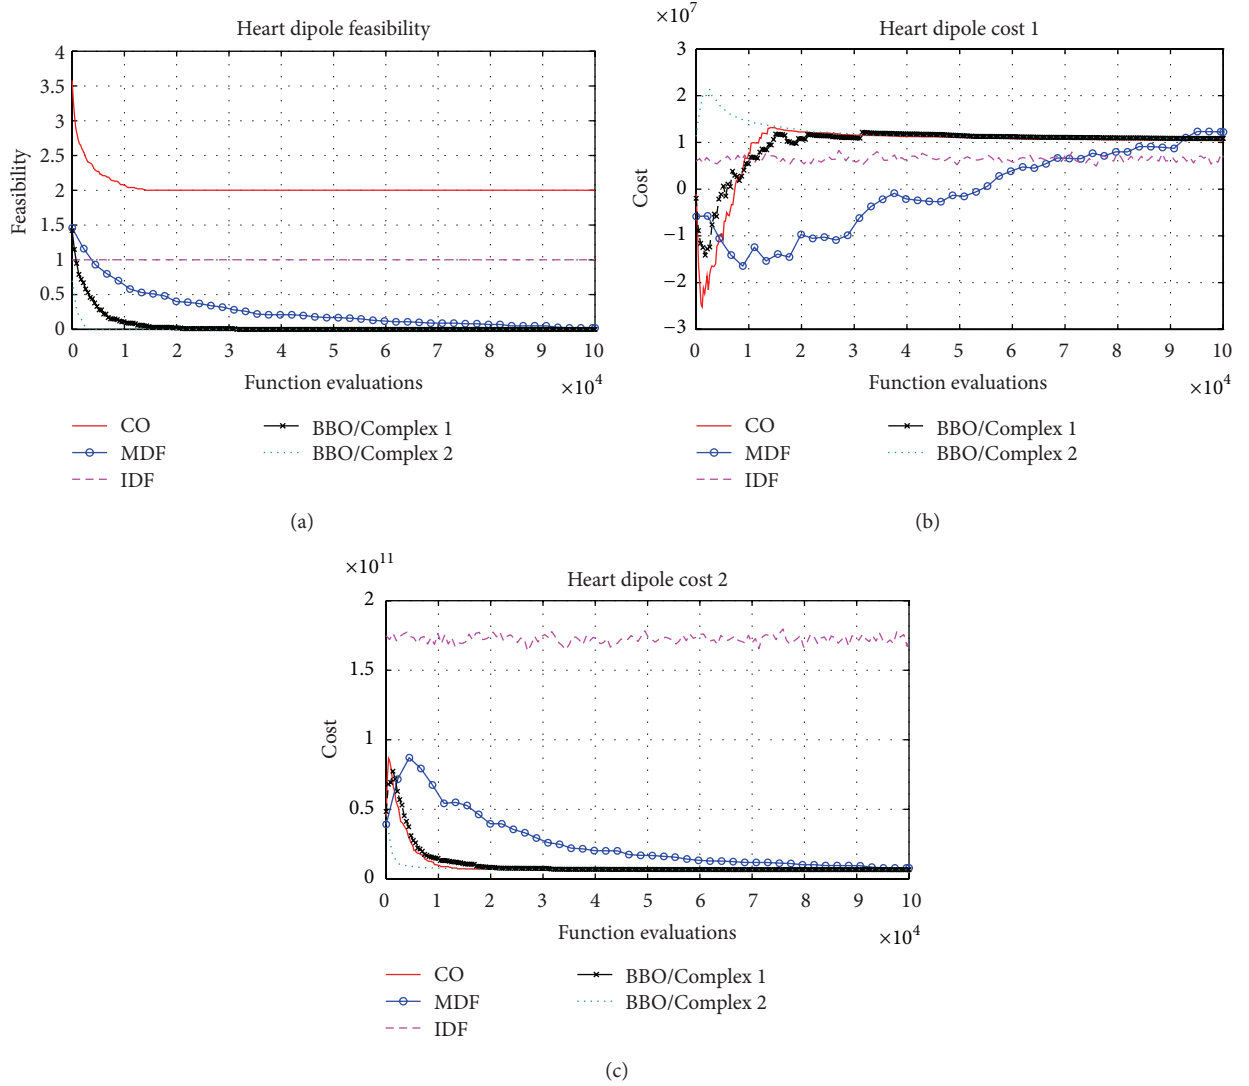 Heart dipole feasibility
4
3.5
3
2.5
2
1.5
1
0.5
0
Feasibility
0 1 2 3 4 5 6 7 8 9 10
Function evaluations ×10^4
CO
MDF
IDF
BBO/Complex 1
BBO/Complex 2
(a)
×10^7
Heart dipole cost 1
3
2
1
0
−1
−2
−3
Cost
0 1 2 3 4 5 6 7 8 9 10
Function evaluations ×10^4
CO
MDF
IDF
BBO/Complex 1
BBO/Complex 2
(b)
×10^11
Heart dipole cost 2
2
1.5
1
0.5
0
Cost
0 1 2 3 4 5 6 7 8 9 10
Function evaluations ×10^4
CO
MDF
IDF
BBO/Complex 1
BBO/Complex 2
(c)